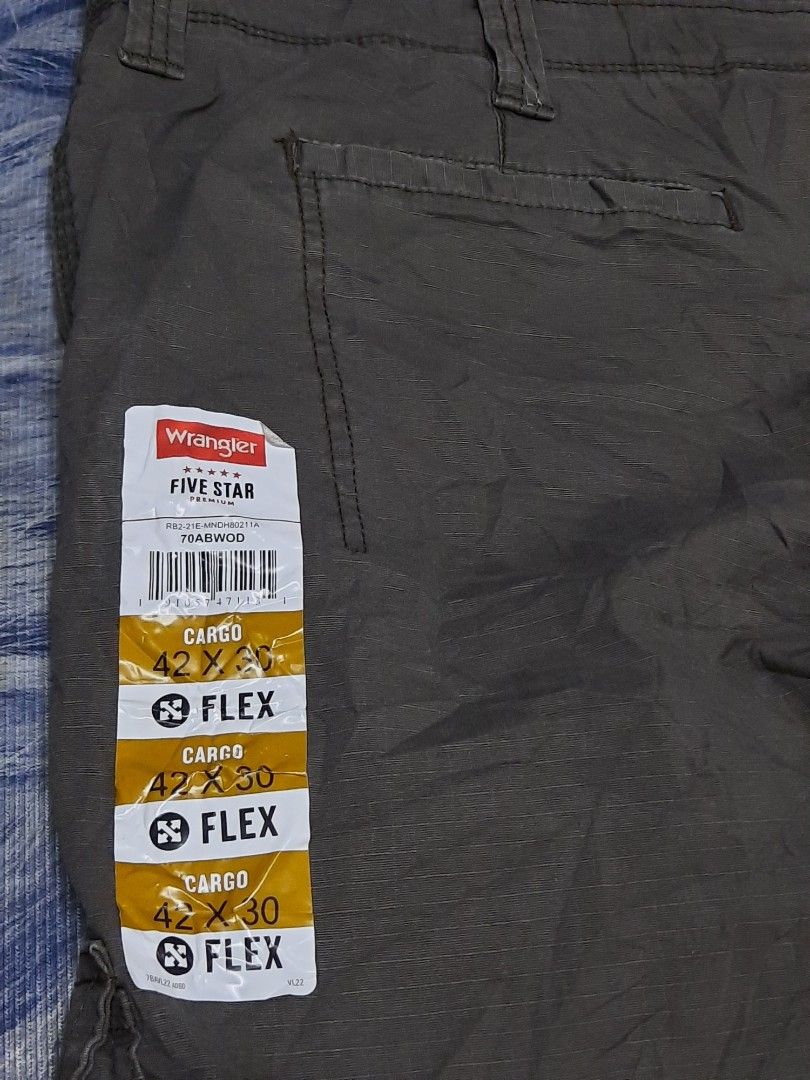 Wrangler
FIVE STAR
PREMIUM
RB2-21E-MNDH80211A
70ABWOD
CARGO
42 X 30
FLEX
CARGO
42 X 30
FLEX
CARGO
42 X 30
FLEX
VL22